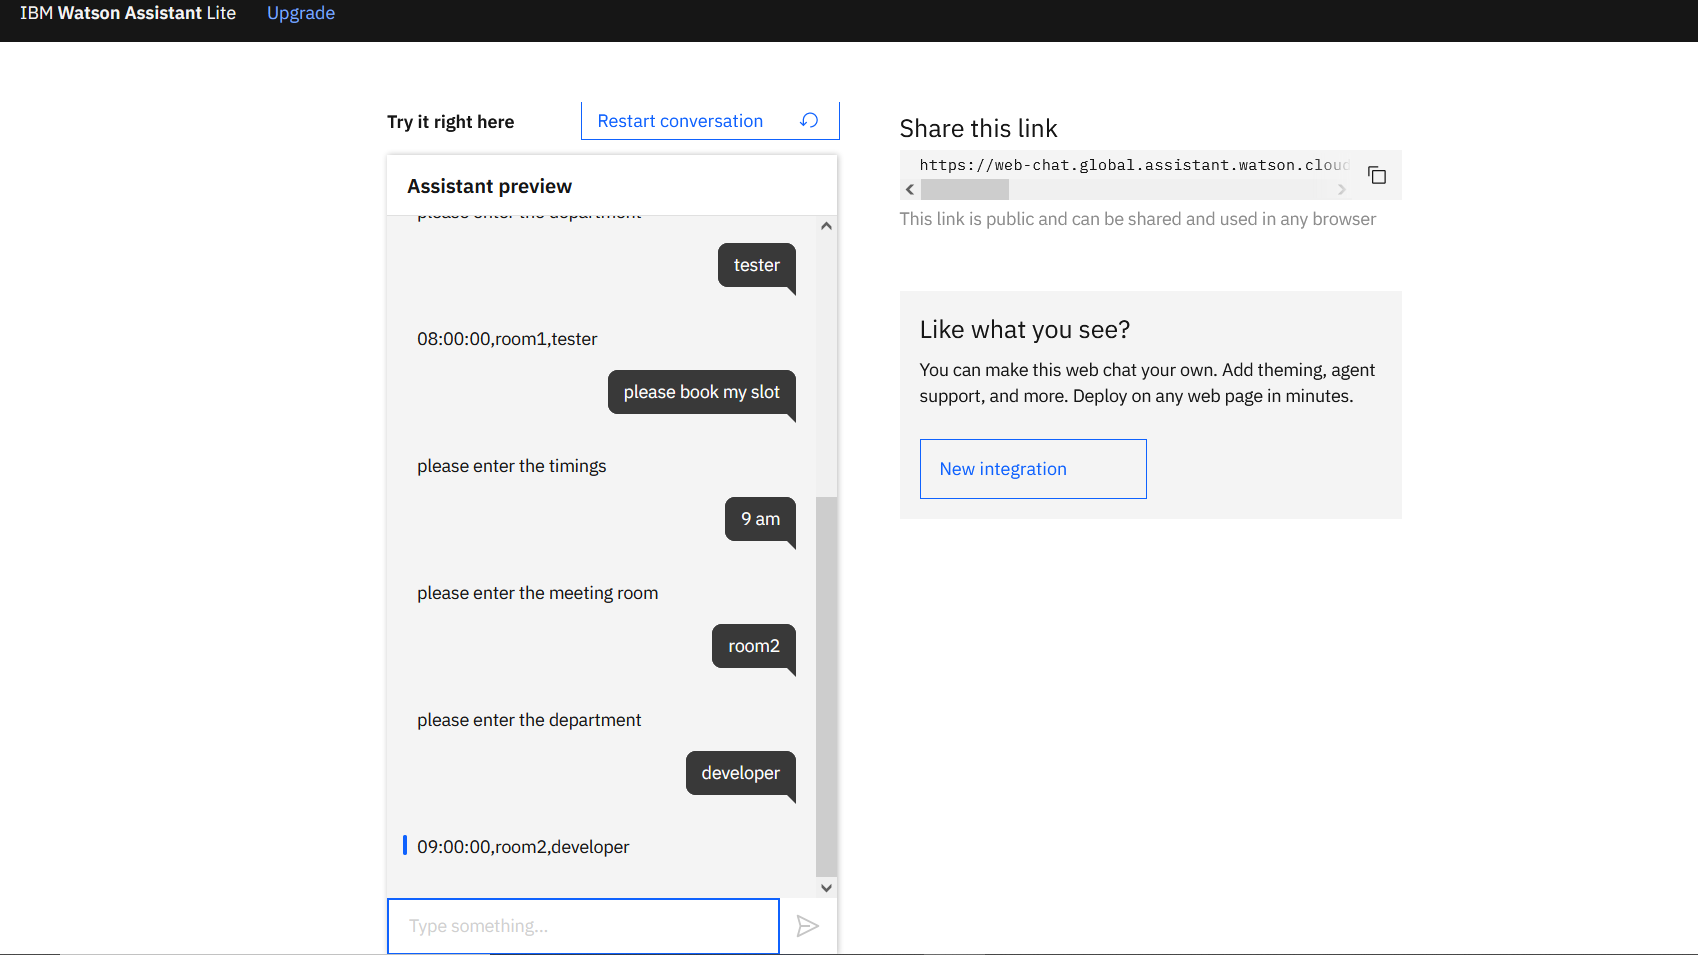 IBM Watson Assistant Lite Upgrade
Try it right here
Restart conversation
Assistant preview
please enter the department
tester
08:00:00,room1,tester
please book my slot
please enter the timings
9 am
please enter the meeting room
room2
please enter the department
developer
09:00:00,room2,developer
Type something...
Share this link
https://web-chat.global.assistant.watson.cloud
This link is public and can be shared and used in any browser
Like what you see?
You can make this web chat your own. Add theming, agent
support, and more. Deploy on any web page in minutes.
New integration